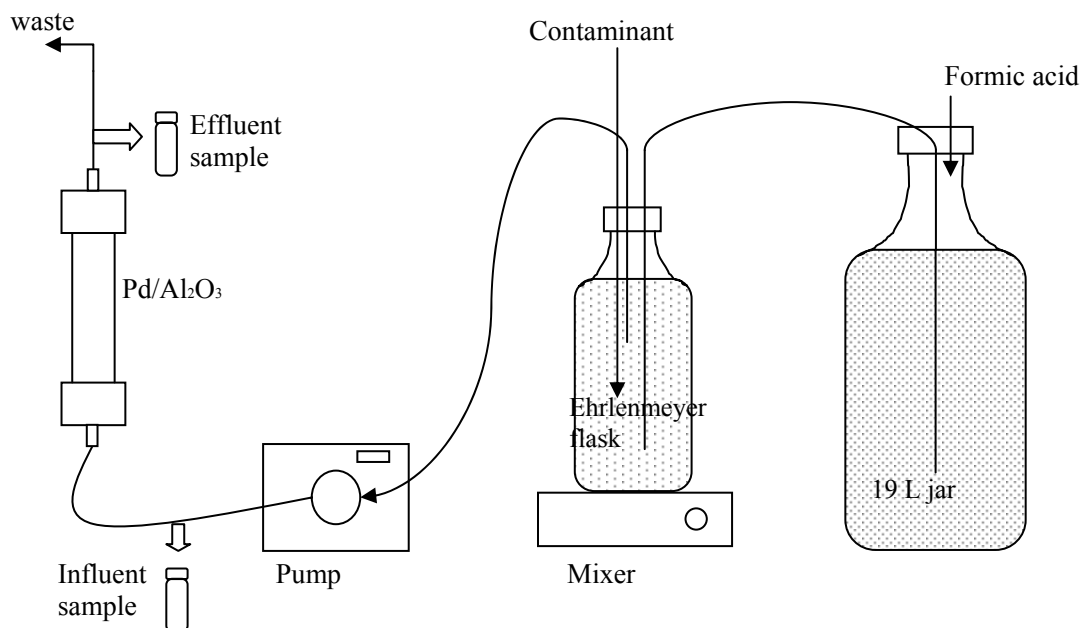 waste
Contaminant
Formic acid
Effluent
sample
Pd/Al₂O₃
Ehrlenmeyer
flask
19 L jar
Influent
sample
Pump
Mixer